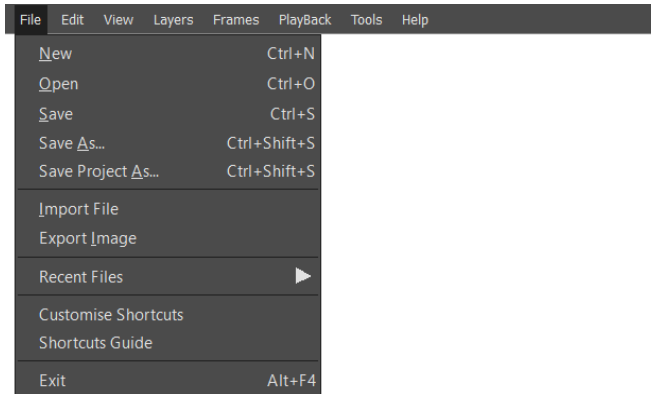 File Edit View Layers Frames PlayBack Tools Help
New Ctrl+N
Open Ctrl+O
Save Ctrl+S
Save As... Ctrl+Shift+S
Save Project As... Ctrl+Shift+S
Import File
Export Image
Recent Files
Customise Shortcuts
Shortcuts Guide
Exit Alt+F4